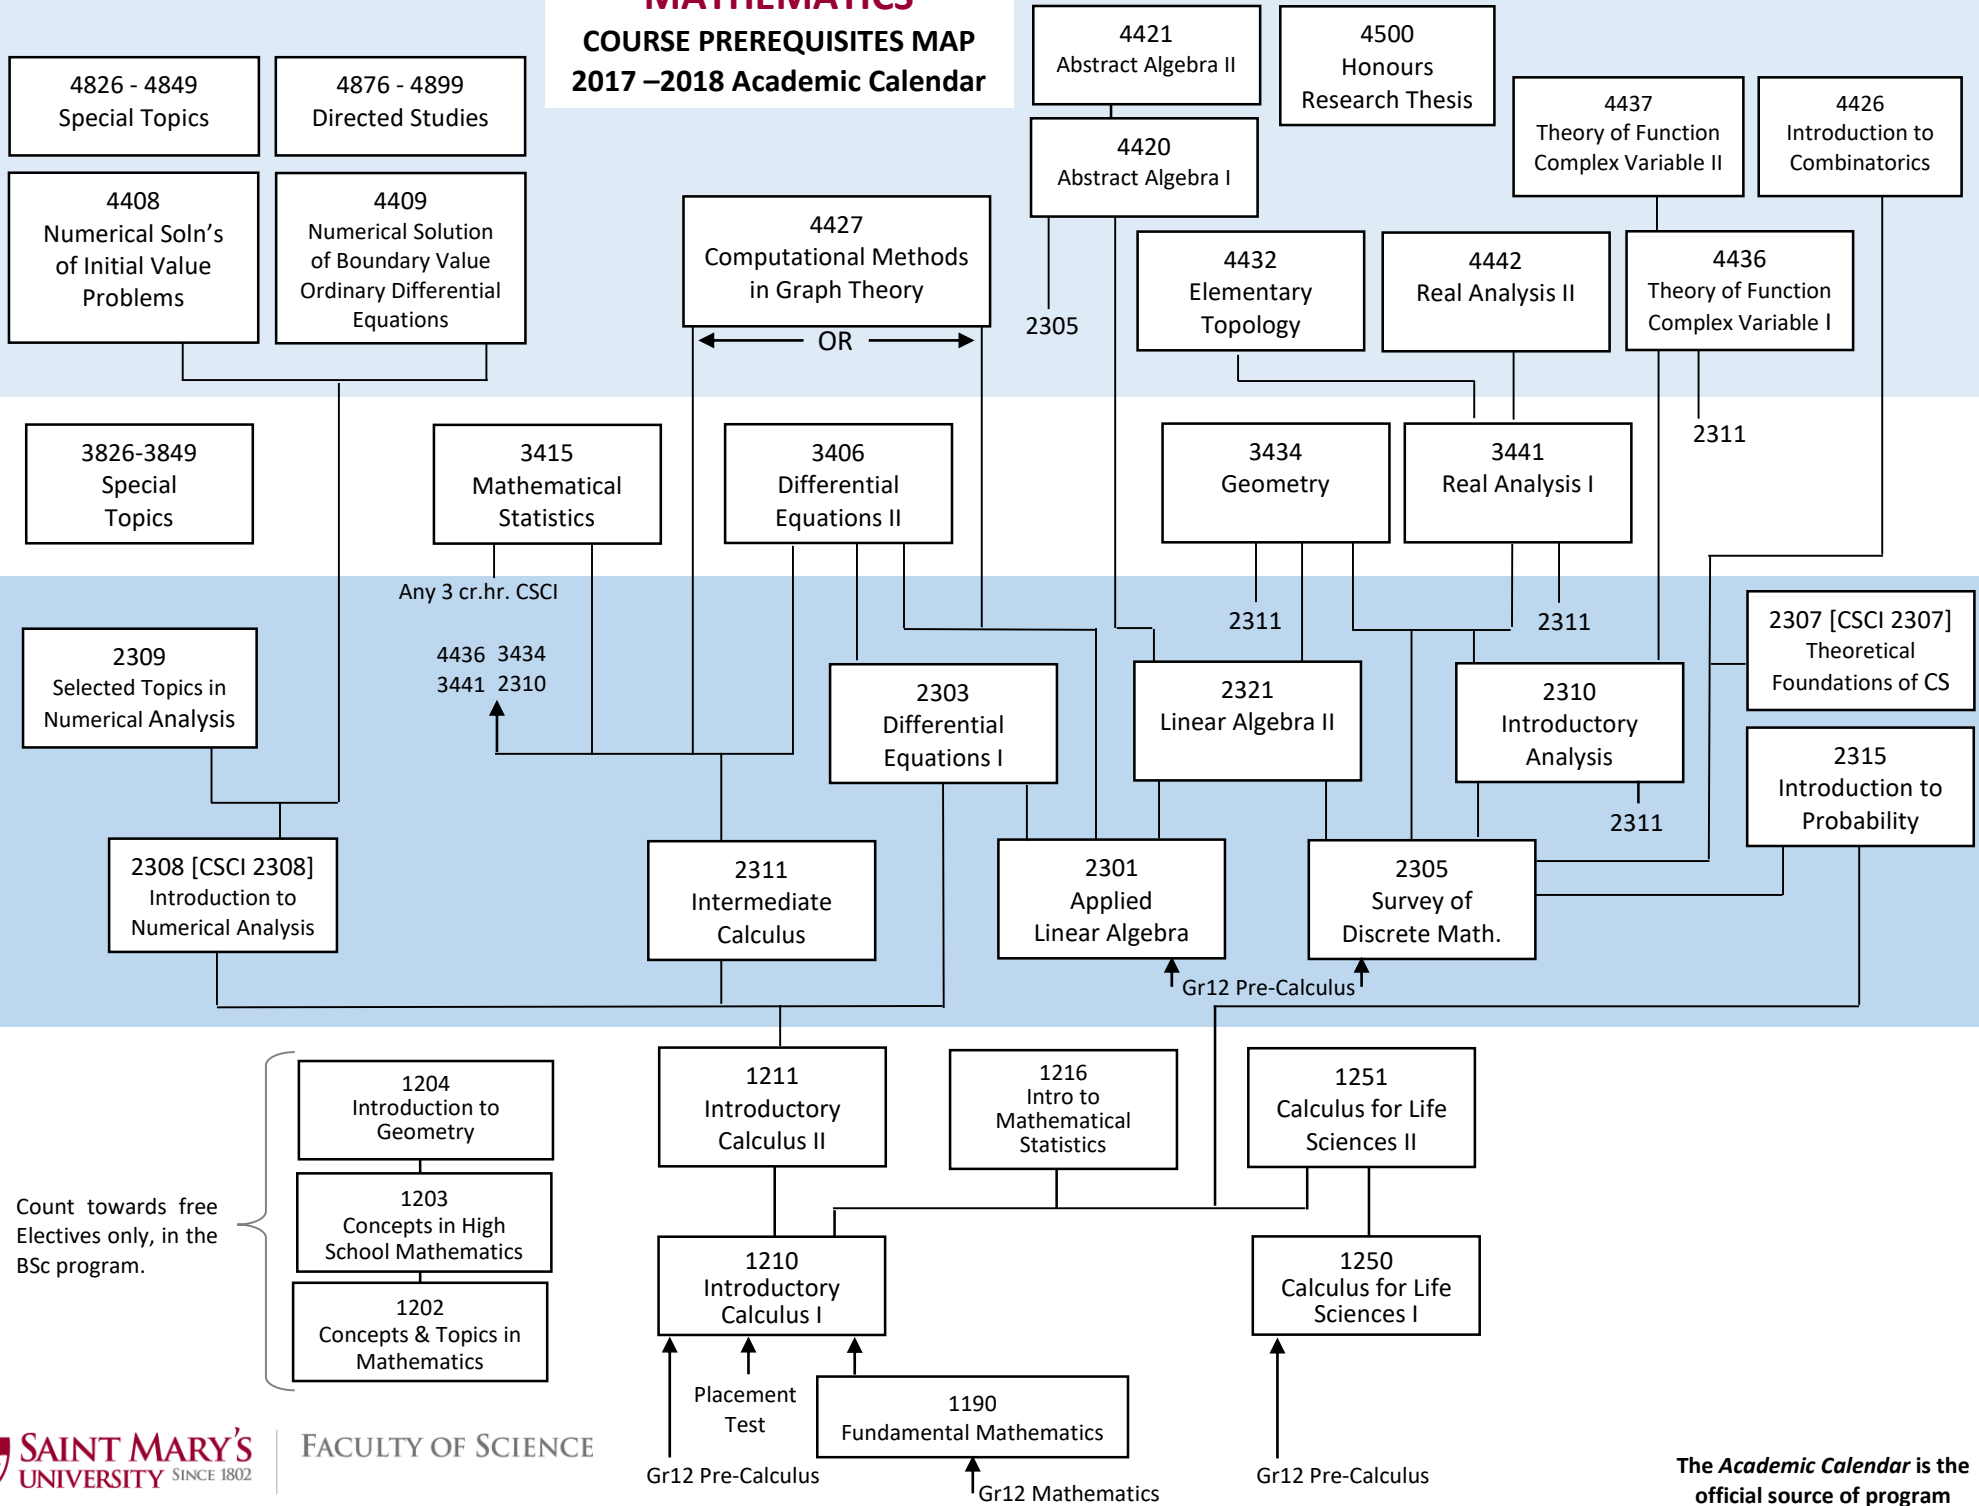 MATHEMATICS
COURSE PREREQUISITES MAP
2017 –2018 Academic Calendar
4826 - 4849
Special Topics
4876 - 4899
Directed Studies
4421
Abstract Algebra II
4500
Honours
Research Thesis
4437
Theory of Function
Complex Variable II
4426
Introduction to
Combinatorics
4420
Abstract Algebra I
4408
Numerical Soln's
of Initial Value
Problems
4409
Numerical Solution
of Boundary Value
Ordinary Differential
Equations
4427
Computational Methods
in Graph Theory
OR
2305
4432
Elementary
Topology
4442
Real Analysis II
4436
Theory of Function
Complex Variable I
2311
3826-3849
Special
Topics
3415
Mathematical
Statistics
3406
Differential
Equations II
3434
Geometry
3441
Real Analysis I
Any 3 cr.hr. CSCI
2311
2311
4436 3434
3441 2310
2309
Selected Topics in
Numerical Analysis
2303
Differential
Equations I
2321
Linear Algebra II
2310
Introductory
Analysis
2311
2307 [CSCI 2307]
Theoretical
Foundations of CS
2315
Introduction to
Probability
2308 [CSCI 2308]
Introduction to
Numerical Analysis
2311
Intermediate
Calculus
2301
Applied
Linear Algebra
2305
Survey of
Discrete Math.
Gr12 Pre-Calculus
1204
Introduction to
Geometry
1203
Concepts in High
School Mathematics
1202
Concepts & Topics in
Mathematics
Count towards free
Electives only, in the
BSc program.
1211
Introductory
Calculus II
1216
Intro to
Mathematical
Statistics
1251
Calculus for Life
Sciences II
1210
Introductory
Calculus I
1250
Calculus for Life
Sciences I
Placement
Test
1190
Fundamental Mathematics
Gr12 Pre-Calculus
Gr12 Mathematics
Gr12 Pre-Calculus
SAINT MARY'S
UNIVERSITY SINCE 1802
FACULTY OF SCIENCE
The Academic Calendar is the
official source of program